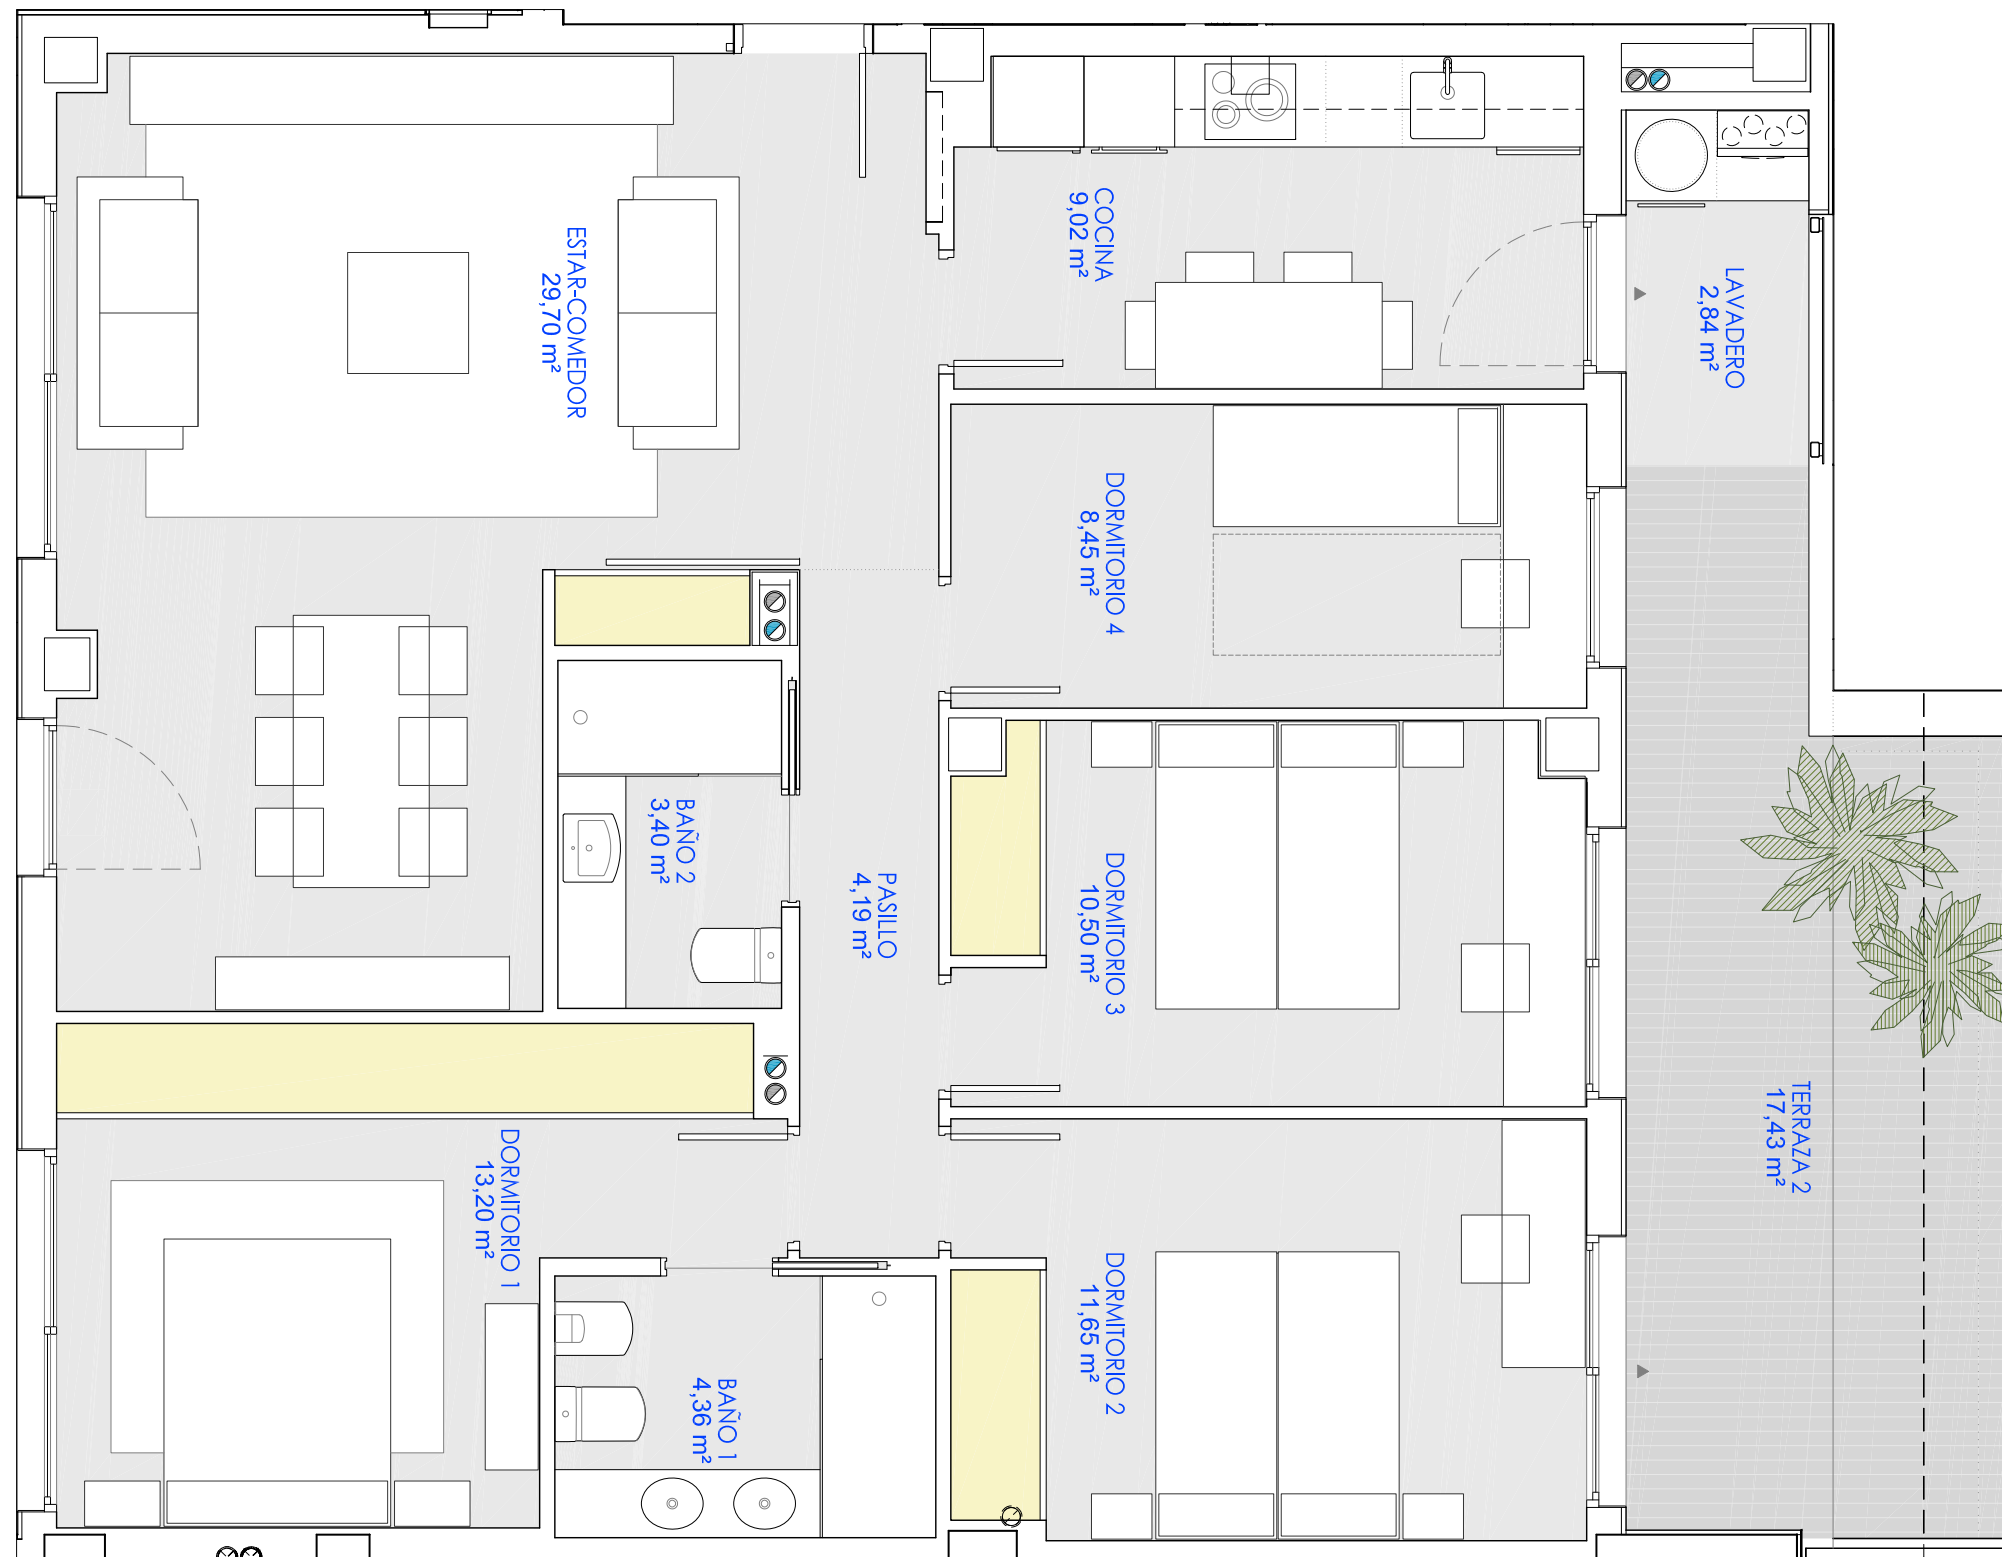 ESTAR-COMEDOR
29,70 m²
COCINA
9,02 m²
LAVADERO
2,84 m²
DORMITORIO 4
8,45 m²
BAÑO 2
3,40 m²
PASILLO
4,19 m²
DORMITORIO 3
10,50 m²
TERRAZA 2
17,43 m²
DORMITORIO 1
13,20 m²
BAÑO 1
4,36 m²
DORMITORIO 2
11,65 m²